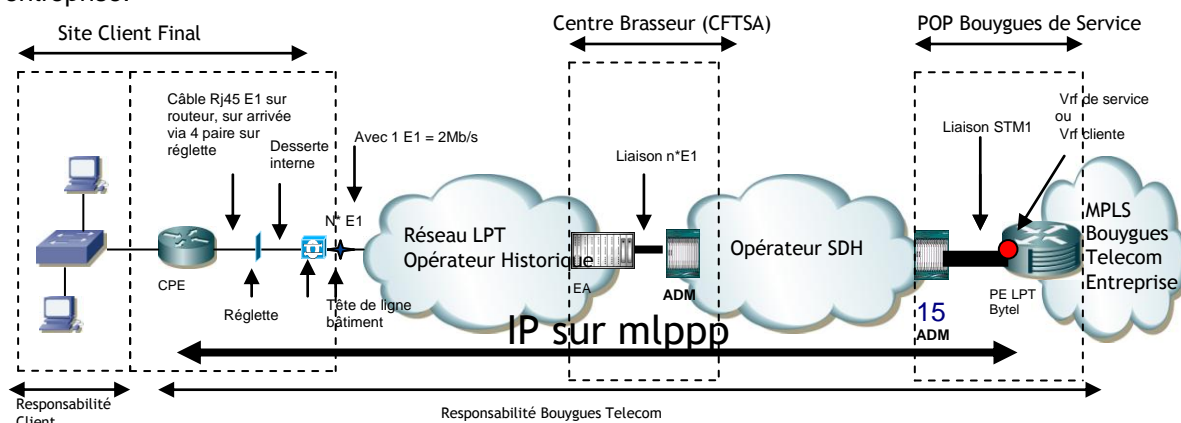 entreprise.
Site Client Final
Centre Brasseur (CFTSA)
POP Bouygues de Service
Câble Rj45 E1 sur
routeur, sur arrivée
via 4 paire sur
réglette
Desserte
interne
Avec 1 E1 = 2Mb/s
Liaison n*E1
Liaison STM1
Vrf de service
ou
Vrf cliente
N* E1
Réseau LPT
Opérateur Historique
Opérateur SDH
MPLS
Bouygues
Telecom
Entreprise
CPE
Réglette
Tête de ligne
bâtiment
EA
ADM
15
ADM
PE LPT
Bytel
IP sur mlppp
Responsabilité
Client
Responsabilité Bouygues Telecom